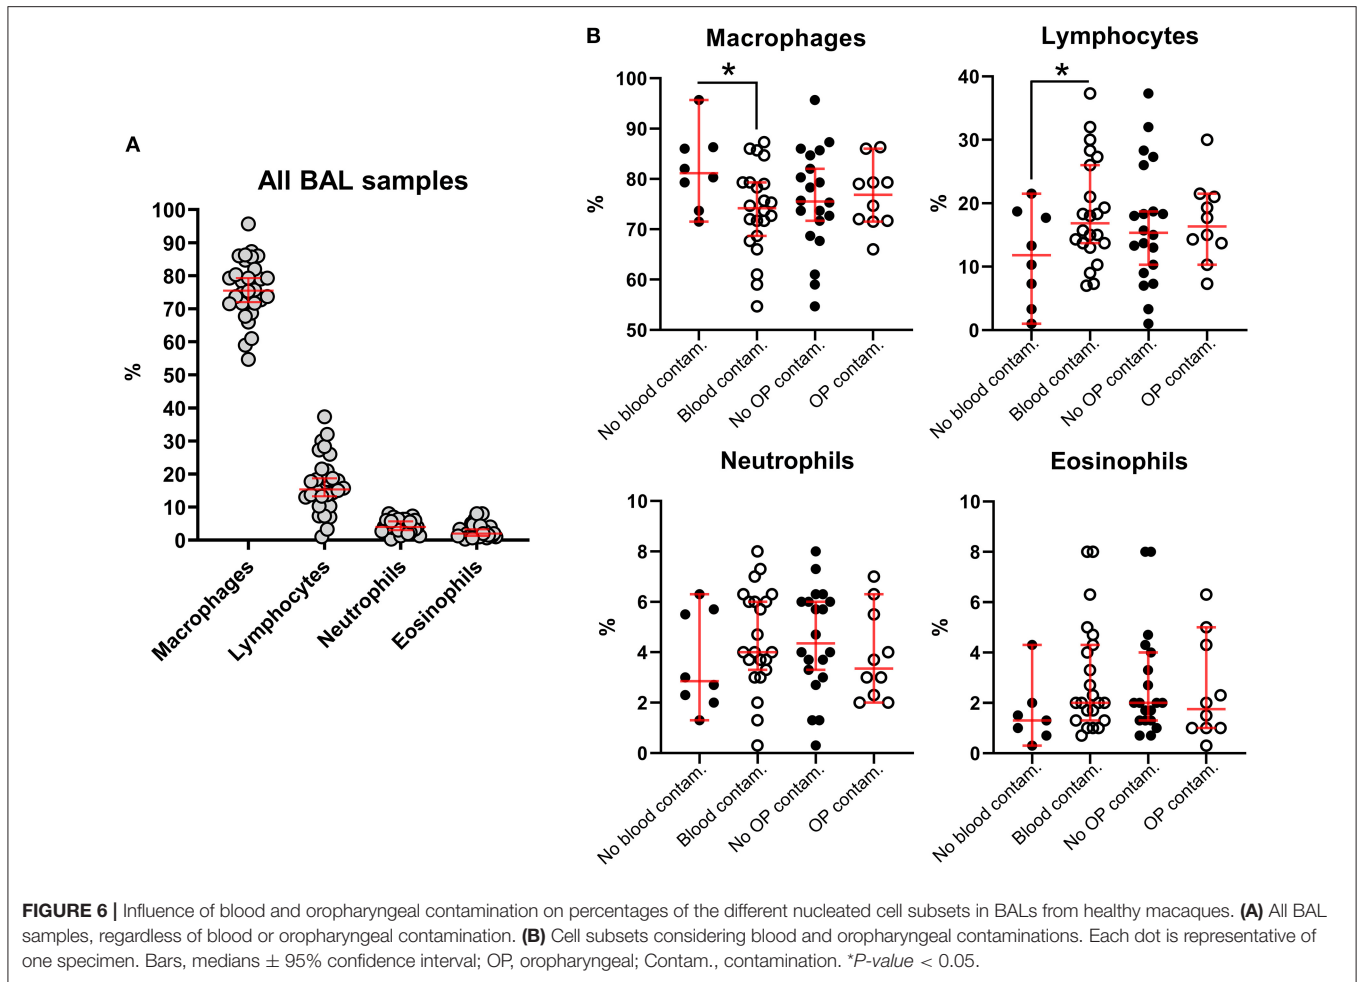 A
All BAL samples
%
100
90
80
70
60
50
40
30
20
10
0
Macrophages
Lymphocytes
Neutrophils
Eosinophils
B
Macrophages
*
%
100
90
80
70
60
50
No blood contam.
Blood contam.
No OP contam.
OP contam.
Lymphocytes
*
%
40
30
20
10
0
No blood contam.
Blood contam.
No OP contam.
OP contam.
Neutrophils
%
10
8
6
4
2
0
No blood contam.
Blood contam.
No OP contam.
OP contam.
Eosinophils
%
10
8
6
4
2
0
No blood contam.
Blood contam.
No OP contam.
OP contam.
FIGURE 6 | Influence of blood and oropharyngeal contamination on percentages of the different nucleated cell subsets in BALs from healthy macaques. (A) All BAL
samples, regardless of blood or oropharyngeal contamination. (B) Cell subsets considering blood and oropharyngeal contaminations. Each dot is representative of
one specimen. Bars, medians ± 95% confidence interval; OP, oropharyngeal; Contam., contamination. *P-value < 0.05.